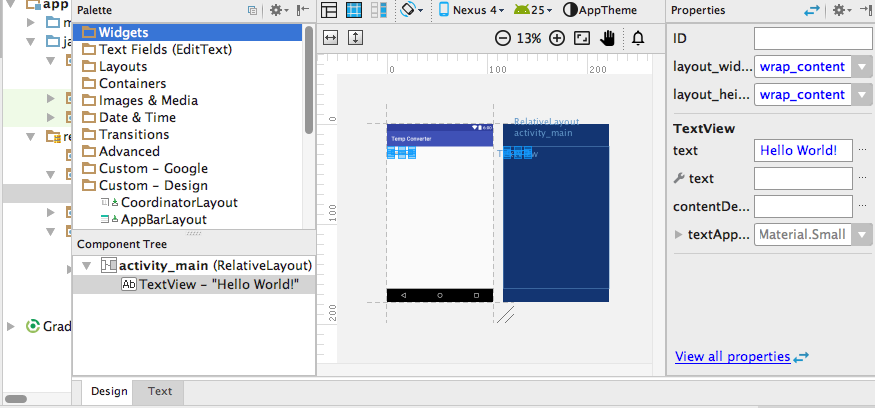 app
m
ja
re
Grad
Palette
Widgets
Text Fields (EditText)
Layouts
Containers
Images & Media
Date & Time
Transitions
Advanced
Custom – Google
Custom – Design
CoordinatorLayout
AppBarLayout
Component Tree
activity_main (RelativeLayout)
Ab TextView – "Hello World!"
Design Text
Nexus 4 25 AppTheme
13%
0 100 200
0
100
200
6:00
Temp Converter
RelativeLayout
activity_main
Properties
ID
layout_wid... wrap_content
layout_hei... wrap_content
TextView
text Hello World! ...
text ...
contentDe... ...
textApp... Material.Small
View all properties